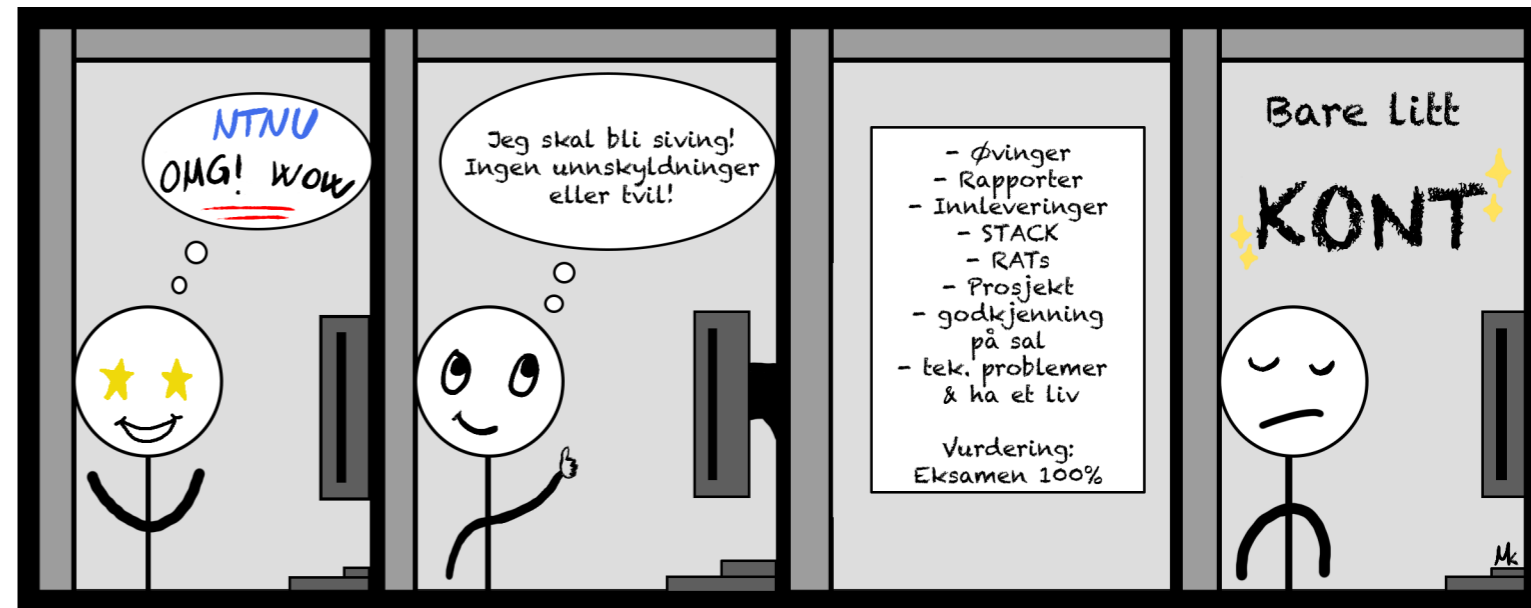 NTNU
OMG! WOW
Jeg skal bli siving!
Ingen unnskyldninger
eller tvil!
- Øvinger
- Rapporter
- Innleveringer
- STACK
- RATs
- Prosjekt
- godkjenning
på sal
- tek. problemer
& ha et liv
Vurdering:
Eksamen 100%
Bare litt
KONT
Mk